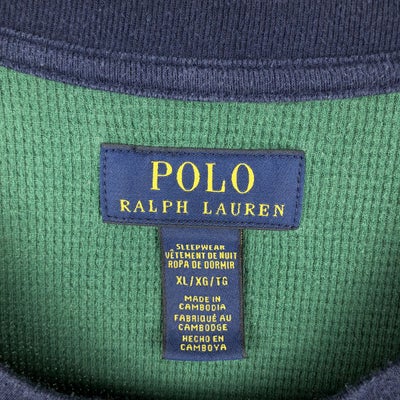 POLO
RALPH LAUREN
SLEEPWEAR
VÊTEMENT DE NUIT
ROPA DE DORMIR
XL/XG/TG
MADE IN
CAMBODIA
FABRIQUÉ AU
CAMBODGE
HECHO EN
CAMBOYA